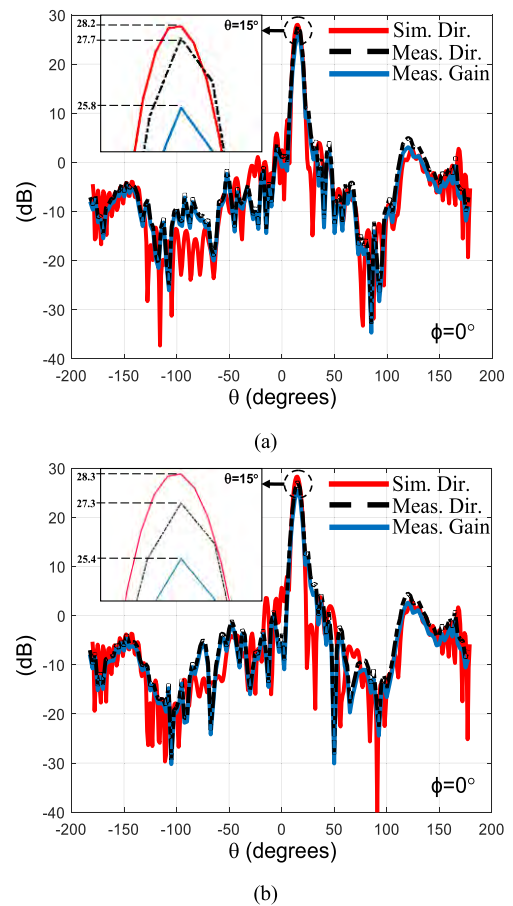 28.2
27.7
25.8
θ=15°
Sim. Dir.
Meas. Dir.
Meas. Gain
30
20
10
0
-10
-20
-30
-40
(dB)
ϕ=0°
-200 -150 -100 -50 0 50 100 150 200
θ (degrees)
(a)
28.3
27.3
25.4
θ=15°
Sim. Dir.
Meas. Dir.
Meas. Gain
30
20
10
0
-10
-20
-30
-40
(dB)
ϕ=0°
-200 -150 -100 -50 0 50 100 150 200
θ (degrees)
(b)